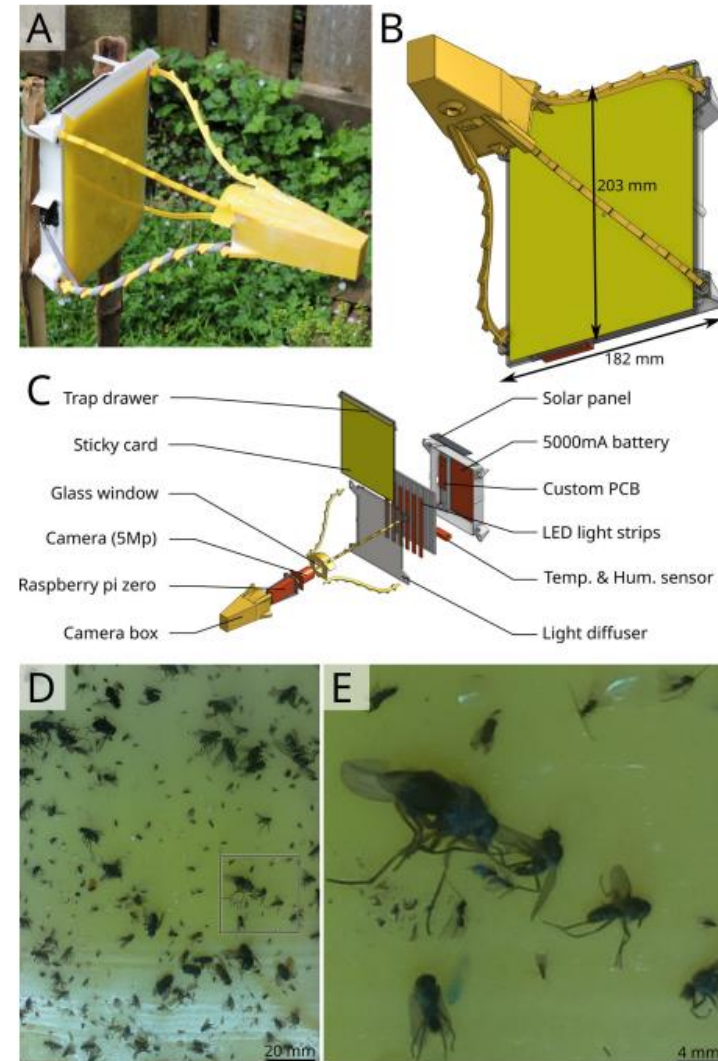 A
B
203 mm
182 mm
C
Trap drawer
Sticky card
Glass window
Camera (5Mp)
Raspberry pi zero
Camera box
Solar panel
5000mA battery
Custom PCB
LED light strips
Temp. & Hum. sensor
Light diffuser
D
20 mm
E
4 mm